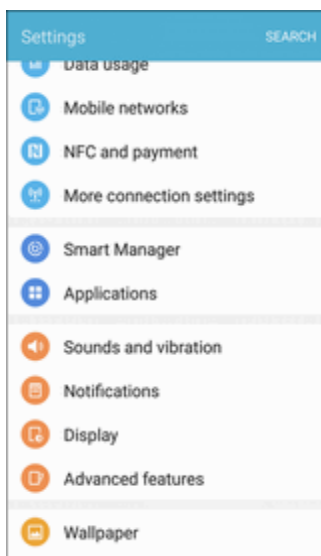 Settings
SEARCH
Data usage
Mobile networks
NFC and payment
More connection settings
Smart Manager
Applications
Sounds and vibration
Notifications
Display
Advanced features
Wallpaper